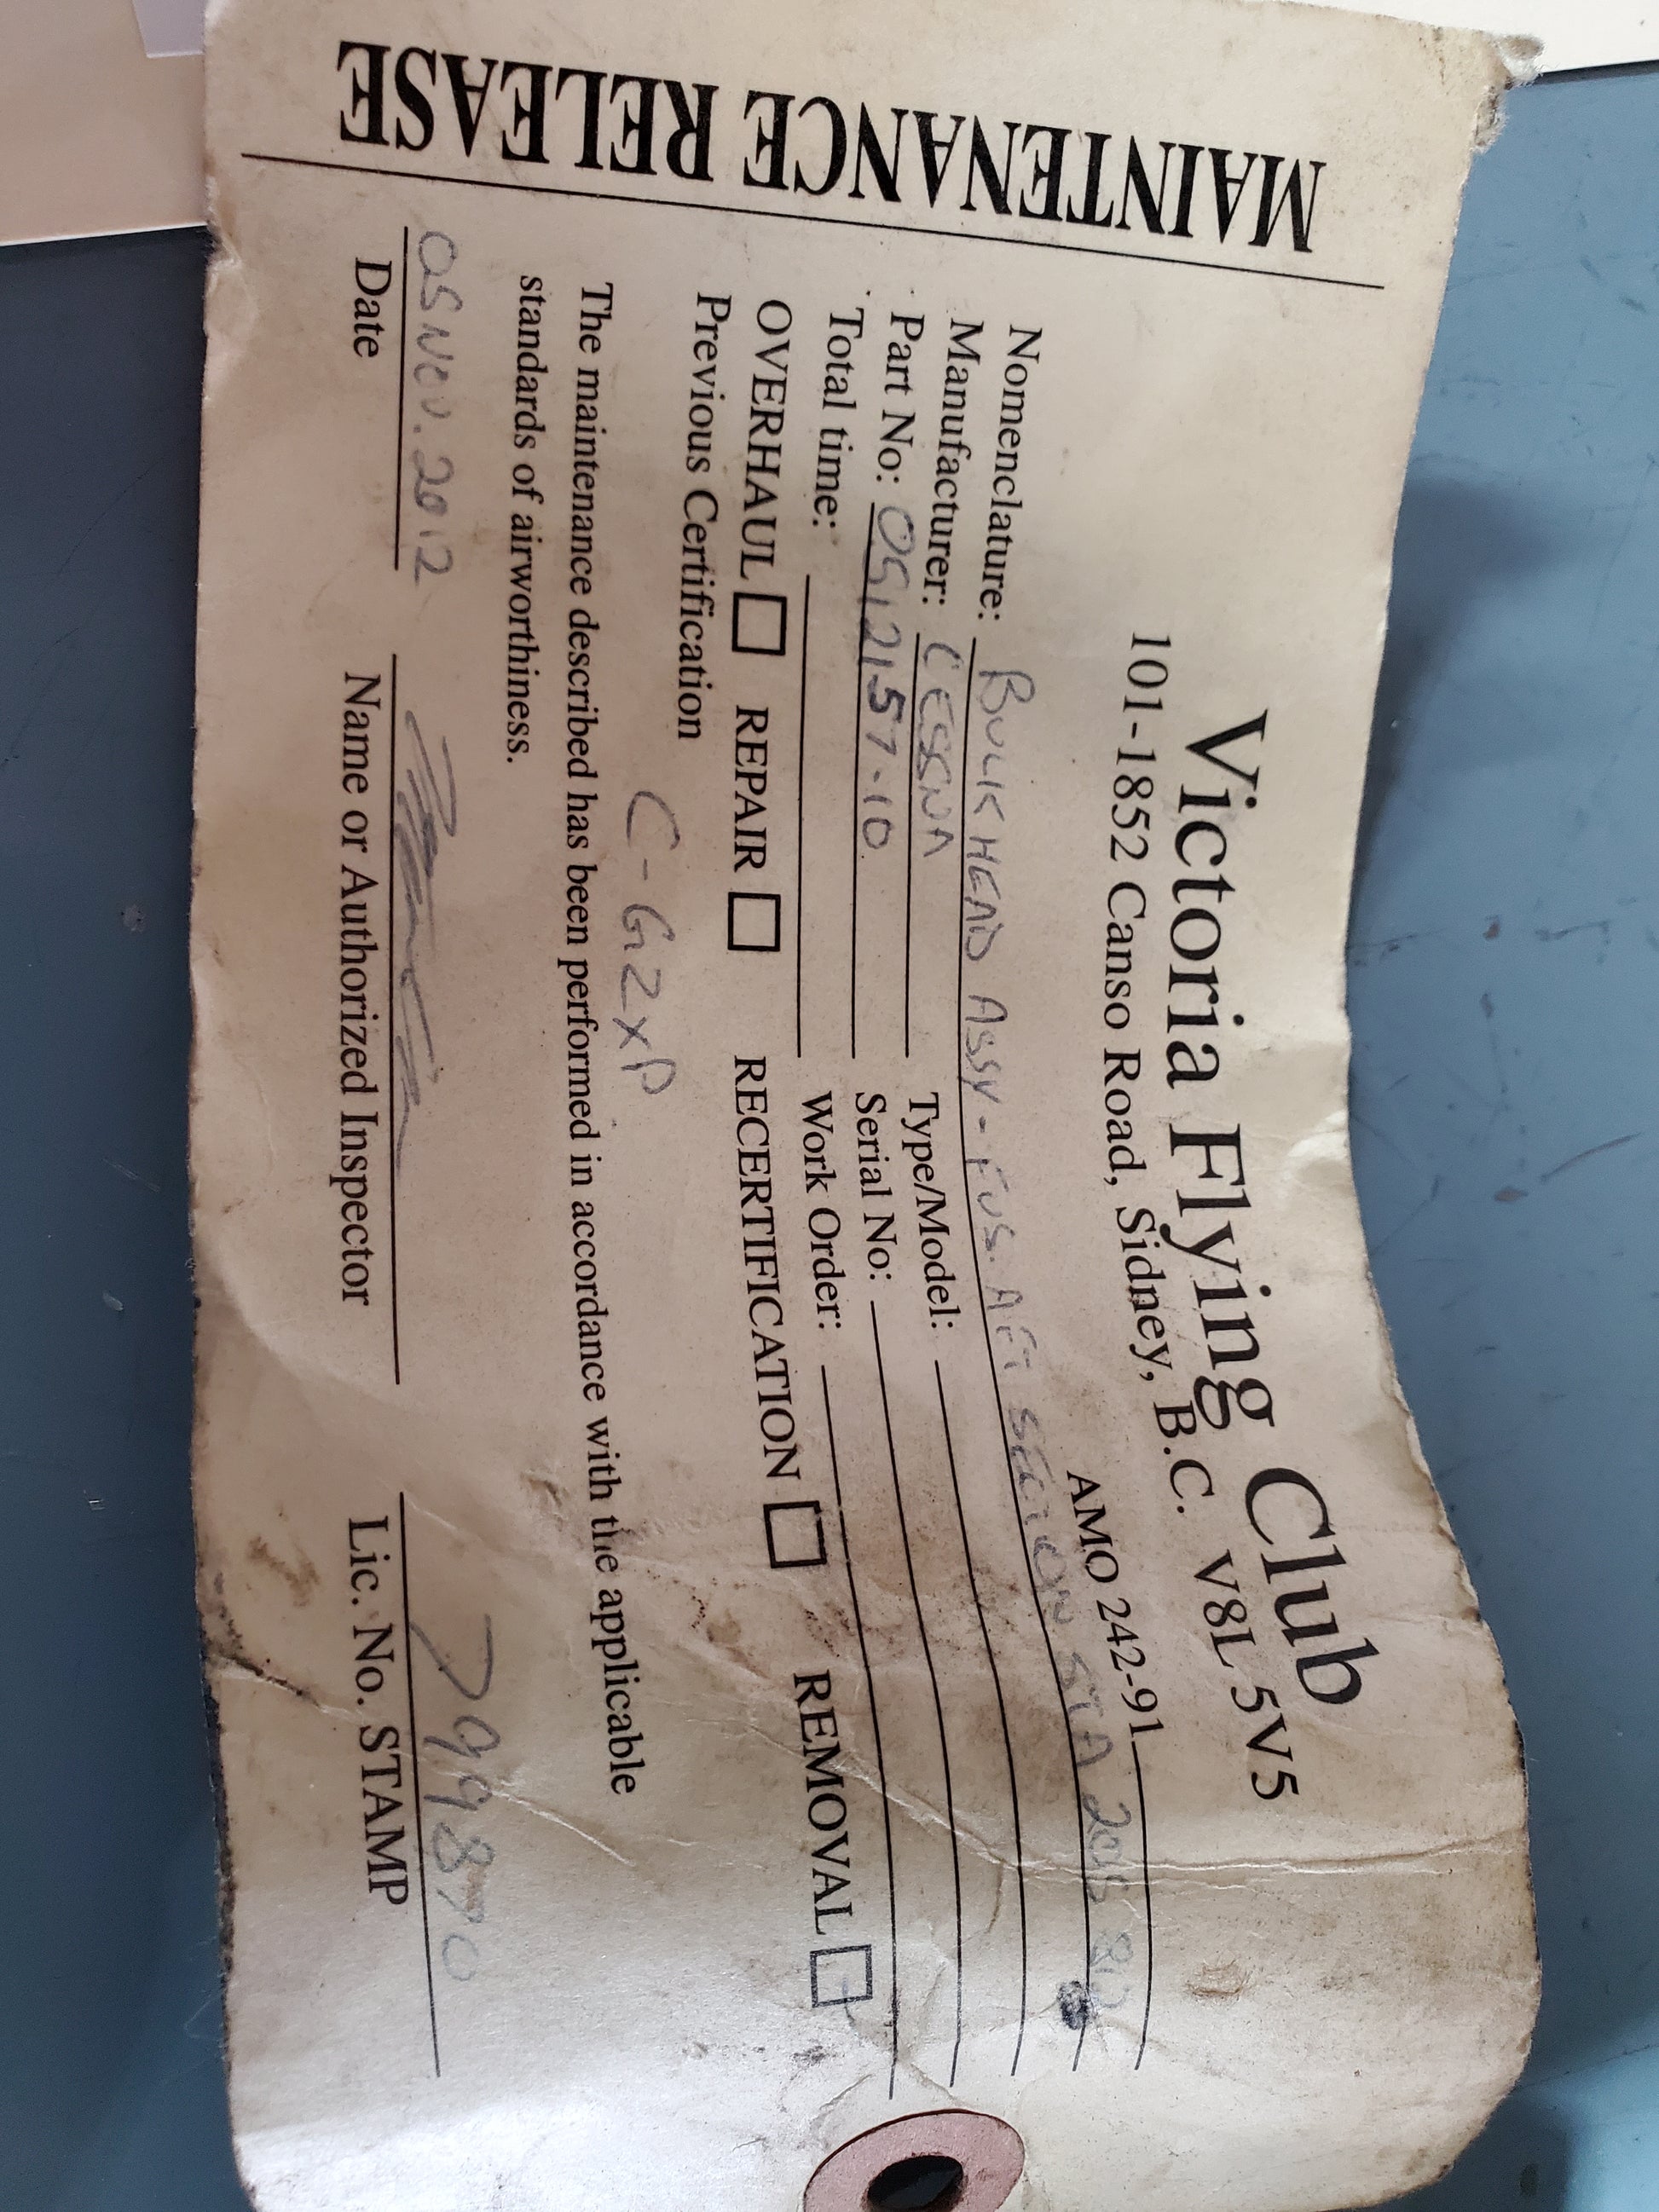 MAINTENANCE RELEASE
Victoria Flying Club
101-1852 Canso Road, Sidney, B.C. V8L 5V5
AMO 242-91
Nomenclature: BULKHEAD ASSY - FUS. AFT SECTION STA
Manufacturer: CESSNA Type/Model:
Part No: 0512157-10 Serial No:
Total time: Work Order:
OVERHAUL REPAIR RECERTIFICATION REMOVAL
Previous Certification
C-GZXP
The maintenance described has been performed in accordance with the applicable
standards of airworthiness.
05 NOV. 2012 799870
Date Name or Authorized Inspector Lic. No. STAMP